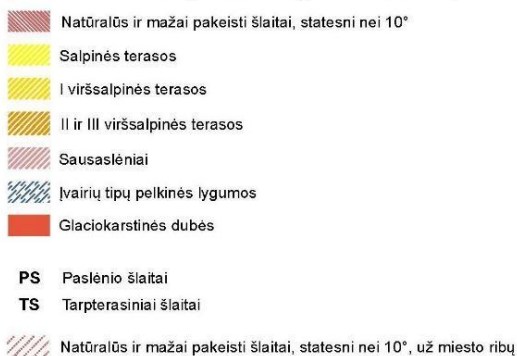 Natūralūs ir mažai pakeisti šlaitai, statesni nei 10°
Salpinės terasos
I viršsalpinės terasos
II ir III viršsalpinės terasos
Sausaslėniai
Įvairių tipų pelkinės lygumos
Glaciokarstinės dubės
PS Paslėnio šlaitai
TS Tarpterasiniai šlaitai
Natūralūs ir mažai pakeisti šlaitai, statesni nei 10°, už miesto ribų